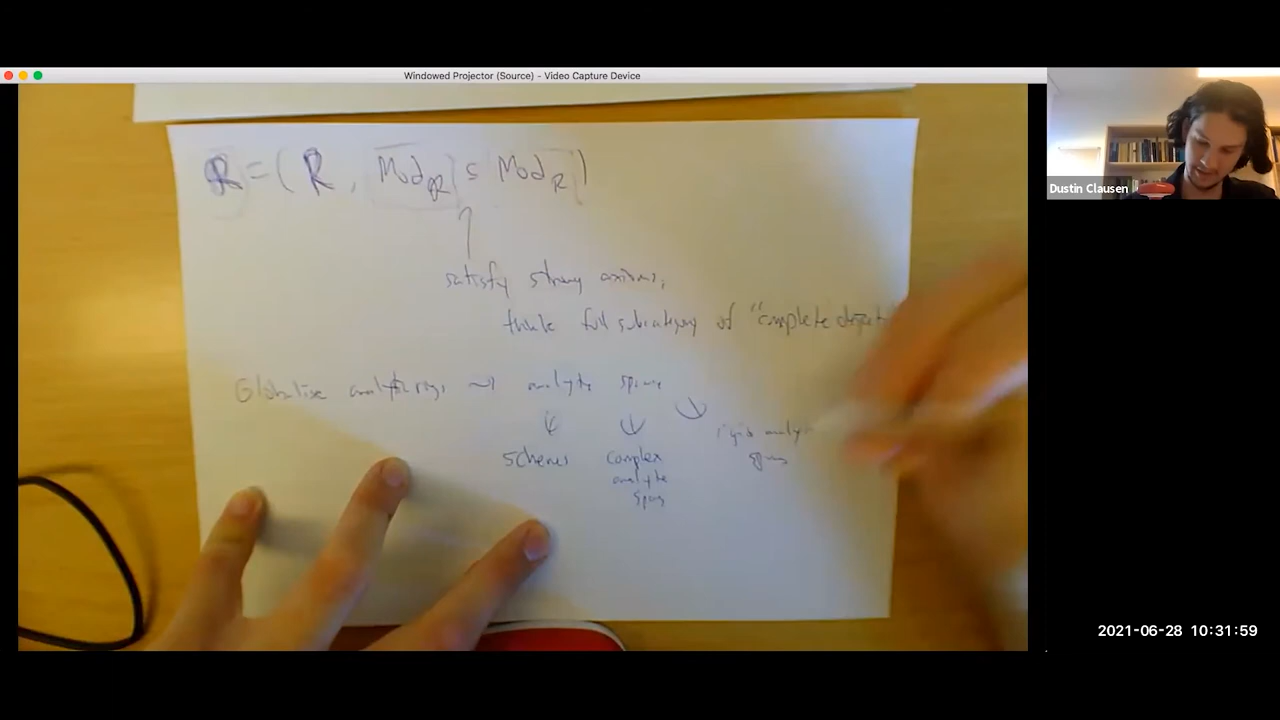 Windowed Projector (Source) - Video Capture Device
Dustin Clausen
R = ( R , Mod_R ⊆ Mod_R )
satisfy strong axioms,
think full subcategory of "complete objects
Globalise analytic rings ⇝ analytic spaces
↓ ↓ ↓
rigid analytic
schemes complex spaces
analytic
spaces
2021-06-28 10:31:59